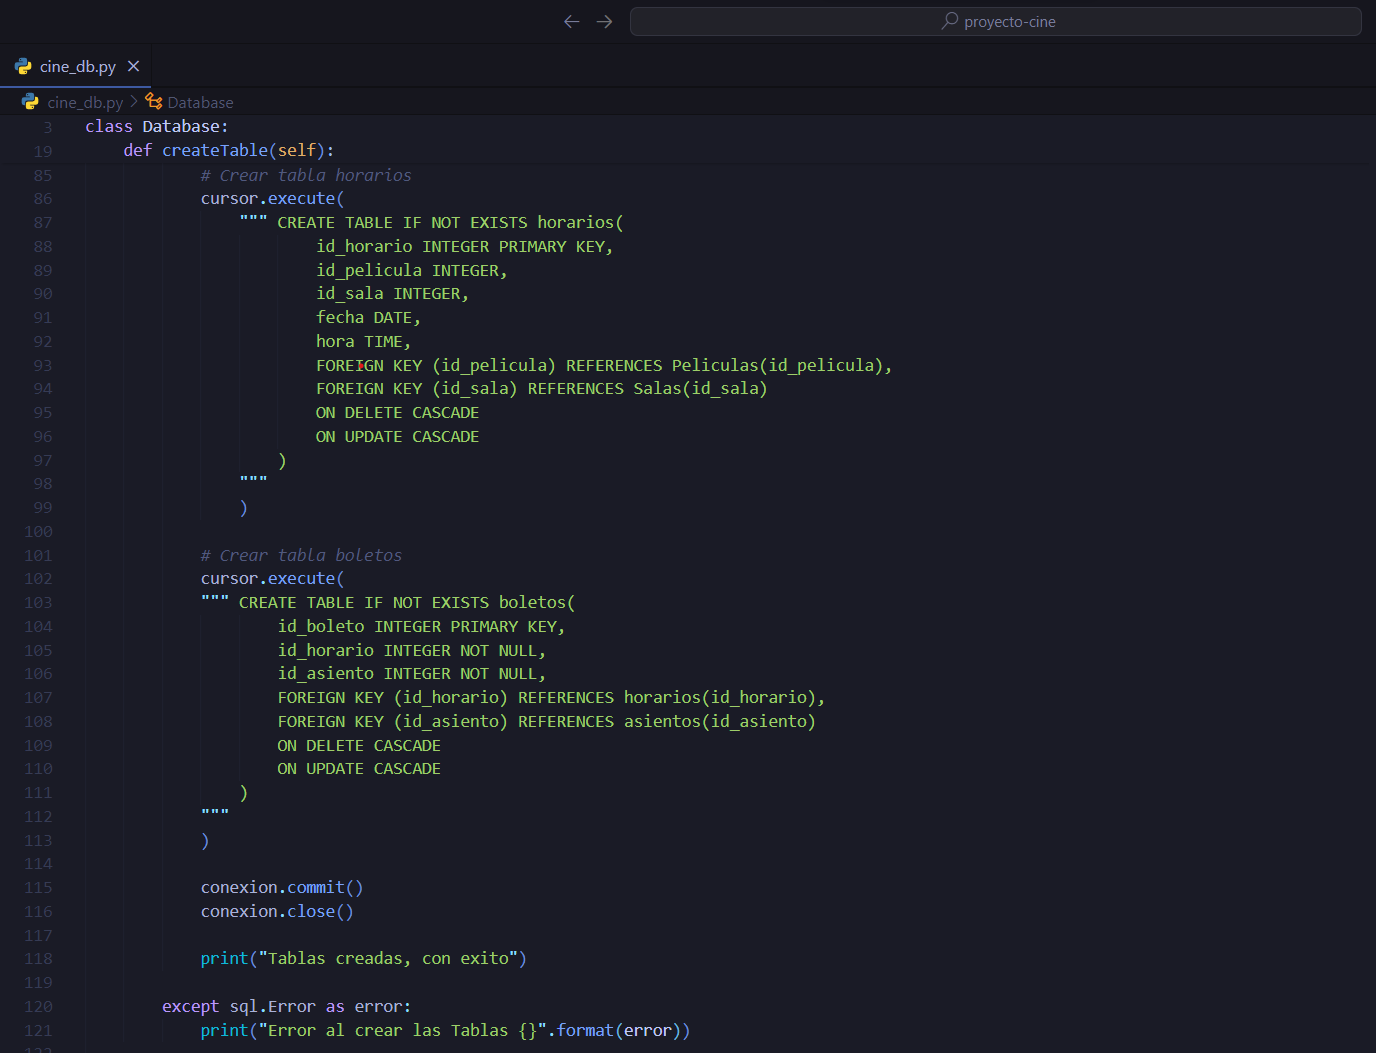 proyecto-cine
cine_db.py
cine_db.py > Database
3 class Database:
19 def createTable(self):
85 # Crear tabla horarios
86 cursor.execute(
87 """ CREATE TABLE IF NOT EXISTS horarios(
88 id_horario INTEGER PRIMARY KEY,
89 id_pelicula INTEGER,
90 id_sala INTEGER,
91 fecha DATE,
92 hora TIME,
93 FOREIGN KEY (id_pelicula) REFERENCES Peliculas(id_pelicula),
94 FOREIGN KEY (id_sala) REFERENCES Salas(id_sala)
95 ON DELETE CASCADE
96 ON UPDATE CASCADE
97 )
98 """
99 )
100
101 # Crear tabla boletos
102 cursor.execute(
103 """ CREATE TABLE IF NOT EXISTS boletos(
104 id_boleto INTEGER PRIMARY KEY,
105 id_horario INTEGER NOT NULL,
106 id_asiento INTEGER NOT NULL,
107 FOREIGN KEY (id_horario) REFERENCES horarios(id_horario),
108 FOREIGN KEY (id_asiento) REFERENCES asientos(id_asiento)
109 ON DELETE CASCADE
110 ON UPDATE CASCADE
111 )
112 """
113 )
114
115 conexion.commit()
116 conexion.close()
117
118 print("Tablas creadas, con exito")
119
120 except sql.Error as error:
121 print("Error al crear las Tablas {}".format(error))